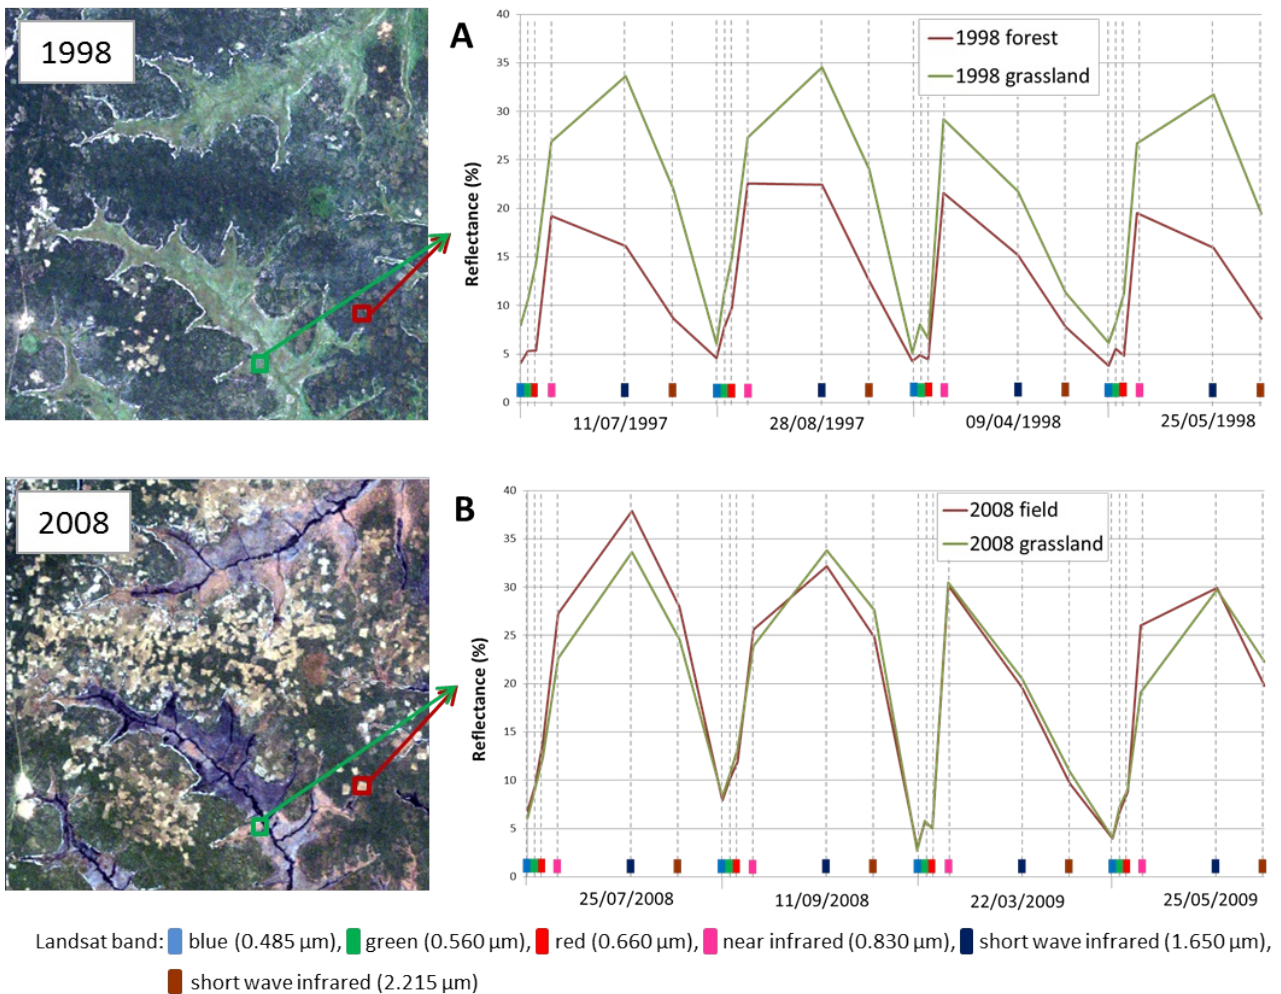 1998
A
40
35
30
25
20
15
10
5
0
Reflectance (%)
1998 forest
1998 grassland
11/07/1997
28/08/1997
09/04/1998
25/05/1998
2008
B
40
35
30
25
20
15
10
5
0
Reflectance (%)
2008 field
2008 grassland
25/07/2008
11/09/2008
22/03/2009
25/05/2009
Landsat band: blue (0.485 µm), green (0.560 µm), red (0.660 µm), near infrared (0.830 µm), short wave infrared (1.650 µm),
short wave infrared (2.215 µm)